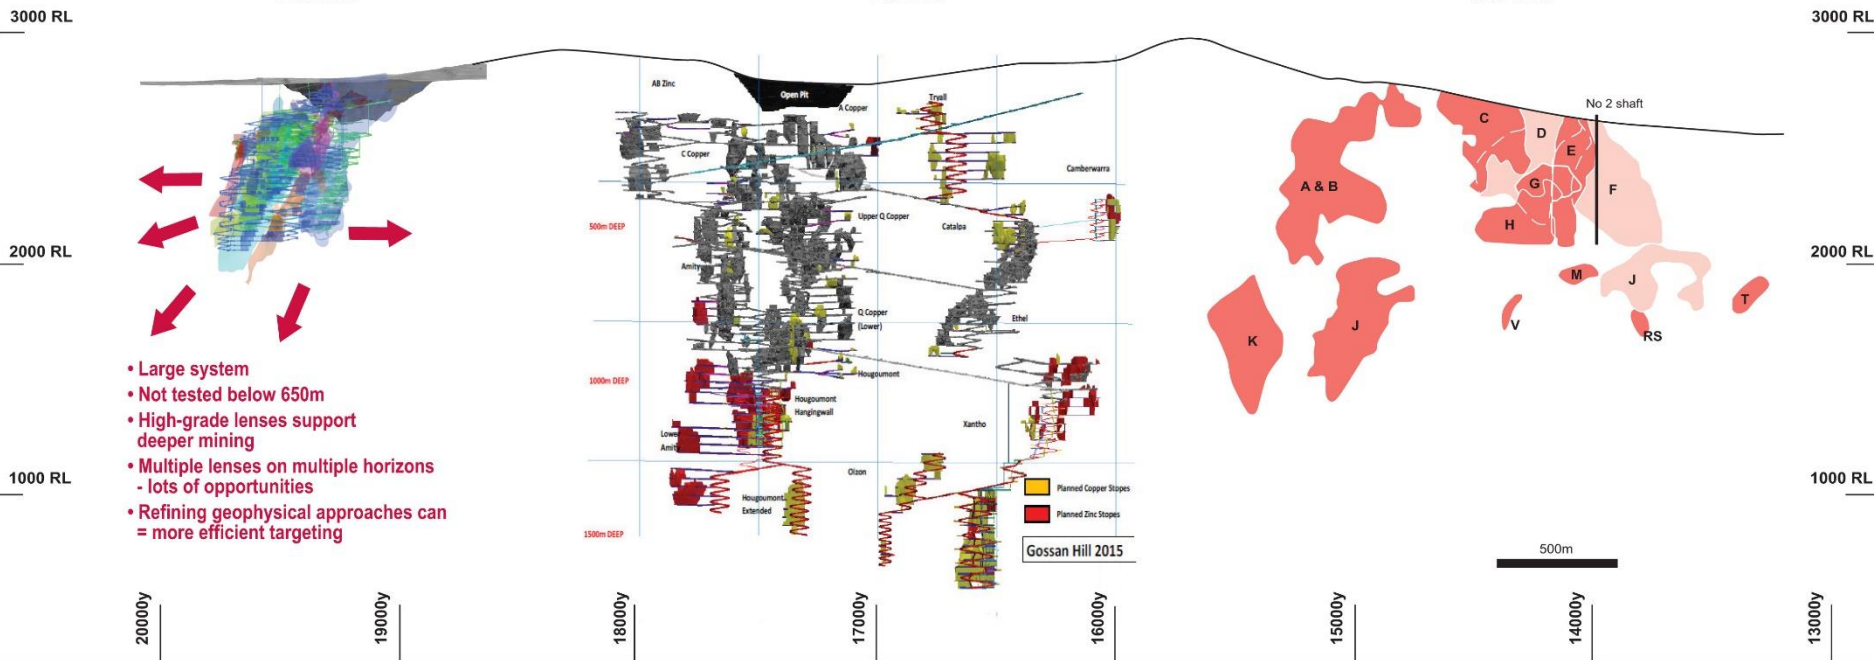 3000 RL
3000 RL
2000 RL
2000 RL
1000 RL
1000 RL
• Large system
• Not tested below 650m
• High-grade lenses support
deeper mining
• Multiple lenses on multiple horizons
- lots of opportunities
• Refining geophysical approaches can
= more efficient targeting
AB Zinc
Open Pit
A Copper
Tryall
C Copper
Camberwarra
500m DEEP
Upper Q Copper
Catalpa
Amity
Q Copper
(Lower)
Ethel
1000m DEEP
Hougoumont
Hougoumont
Hangingwall
Xantho
Lower
Amity
Oizon
Hougoumont
Extended
Planned Copper Stopes
Planned Zinc Stopes
1500m DEEP
Gossan Hill 2015
No 2 shaft
C
D
E
A & B
G
F
H
M
J
T
K
J
V
RS
500m
20000y
19000y
18000y
17000y
16000y
15000y
14000y
13000y